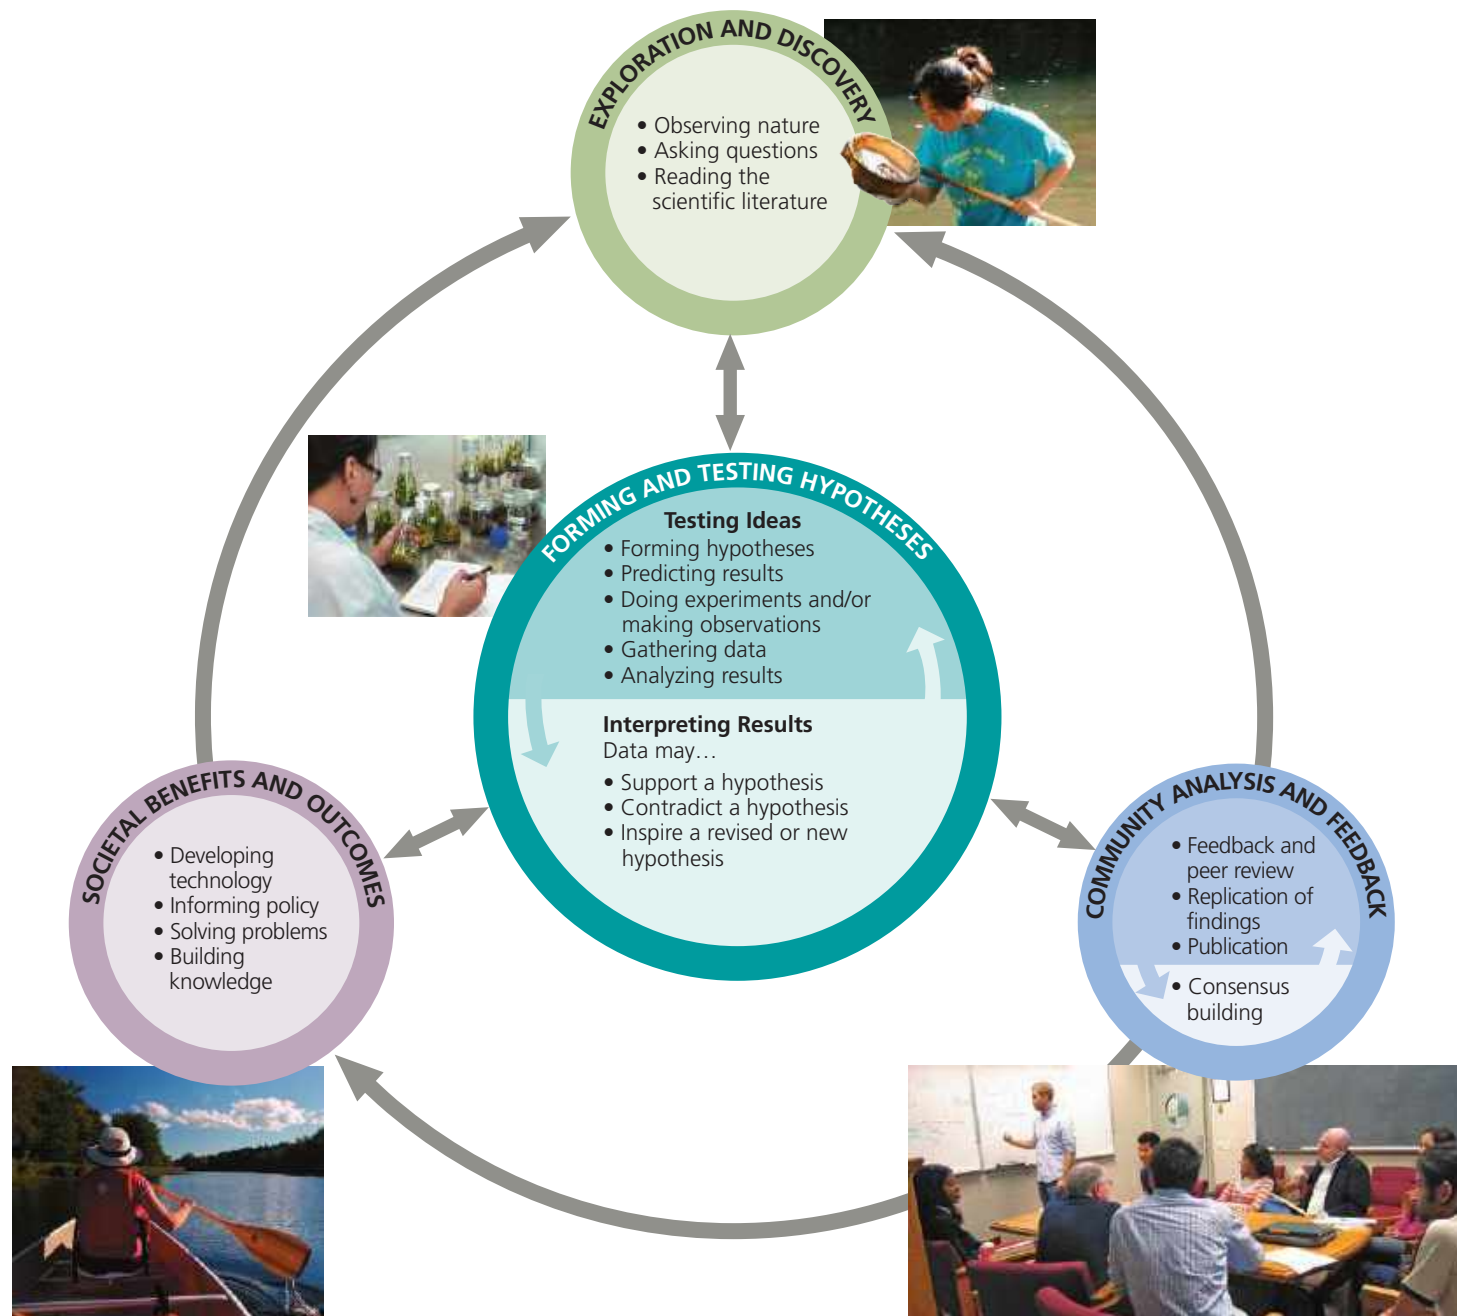 EXPLORATION AND DISCOVERY
• Observing nature
• Asking questions
• Reading the
scientific literature
FORMING AND TESTING HYPOTHESES
Testing Ideas
• Forming hypotheses
• Predicting results
• Doing experiments and/or
making observations
• Gathering data
• Analyzing results
Interpreting Results
Data may…
• Support a hypothesis
• Contradict a hypothesis
• Inspire a revised or new
hypothesis
SOCIETAL BENEFITS AND OUTCOMES
• Developing
technology
• Informing policy
• Solving problems
• Building
knowledge
COMMUNITY ANALYSIS AND FEEDBACK
• Feedback and
peer review
• Replication of
findings
• Publication
• Consensus
building